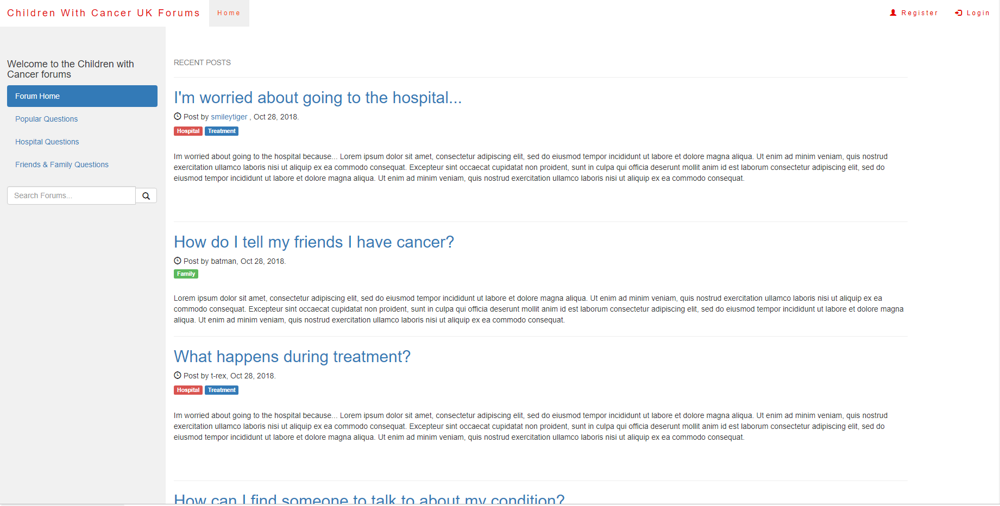 Children With Cancer UK Forums
Home
Register
Login
Welcome to the Children with
Cancer forums
Forum Home
Popular Questions
Hospital Questions
Friends & Family Questions
Search Forums...
RECENT POSTS
I'm worried about going to the hospital...
Post by smileytiger , Oct 28, 2018.
Hospital Treatment
Im worried about going to the hospital because... Lorem ipsum dolor sit amet, consectetur adipiscing elit, sed do eiusmod tempor incididunt ut labore et dolore magna aliqua. Ut enim ad minim veniam, quis nostrud
exercitation ullamco laboris nisi ut aliquip ex ea commodo consequat. Excepteur sint occaecat cupidatat non proident, sunt in culpa qui officia deserunt mollit anim id est laborum consectetur adipiscing elit, sed do
eiusmod tempor incididunt ut labore et dolore magna aliqua. Ut enim ad minim veniam, quis nostrud exercitation ullamco laboris nisi ut aliquip ex ea commodo consequat.
How do I tell my friends I have cancer?
Post by batman, Oct 28, 2018.
Family
Lorem ipsum dolor sit amet, consectetur adipiscing elit, sed do eiusmod tempor incididunt ut labore et dolore magna aliqua. Ut enim ad minim veniam, quis nostrud exercitation ullamco laboris nisi ut aliquip ex ea
commodo consequat. Excepteur sint occaecat cupidatat non proident, sunt in culpa qui officia deserunt mollit anim id est laborum consectetur adipiscing elit, sed do eiusmod tempor incididunt ut labore et dolore magna
aliqua. Ut enim ad minim veniam, quis nostrud exercitation ullamco laboris nisi ut aliquip ex ea commodo consequat.
What happens during treatment?
Post by t-rex, Oct 28, 2018.
Hospital Treatment
Im worried about going to the hospital because... Lorem ipsum dolor sit amet, consectetur adipiscing elit, sed do eiusmod tempor incididunt ut labore et dolore magna aliqua. Ut enim ad minim veniam, quis nostrud
exercitation ullamco laboris nisi ut aliquip ex ea commodo consequat. Excepteur sint occaecat cupidatat non proident, sunt in culpa qui officia deserunt mollit anim id est laborum consectetur adipiscing elit, sed do
eiusmod tempor incididunt ut labore et dolore magna aliqua. Ut enim ad minim veniam, quis nostrud exercitation ullamco laboris nisi ut aliquip ex ea commodo consequat.
How can I find someone to talk to about my condition?